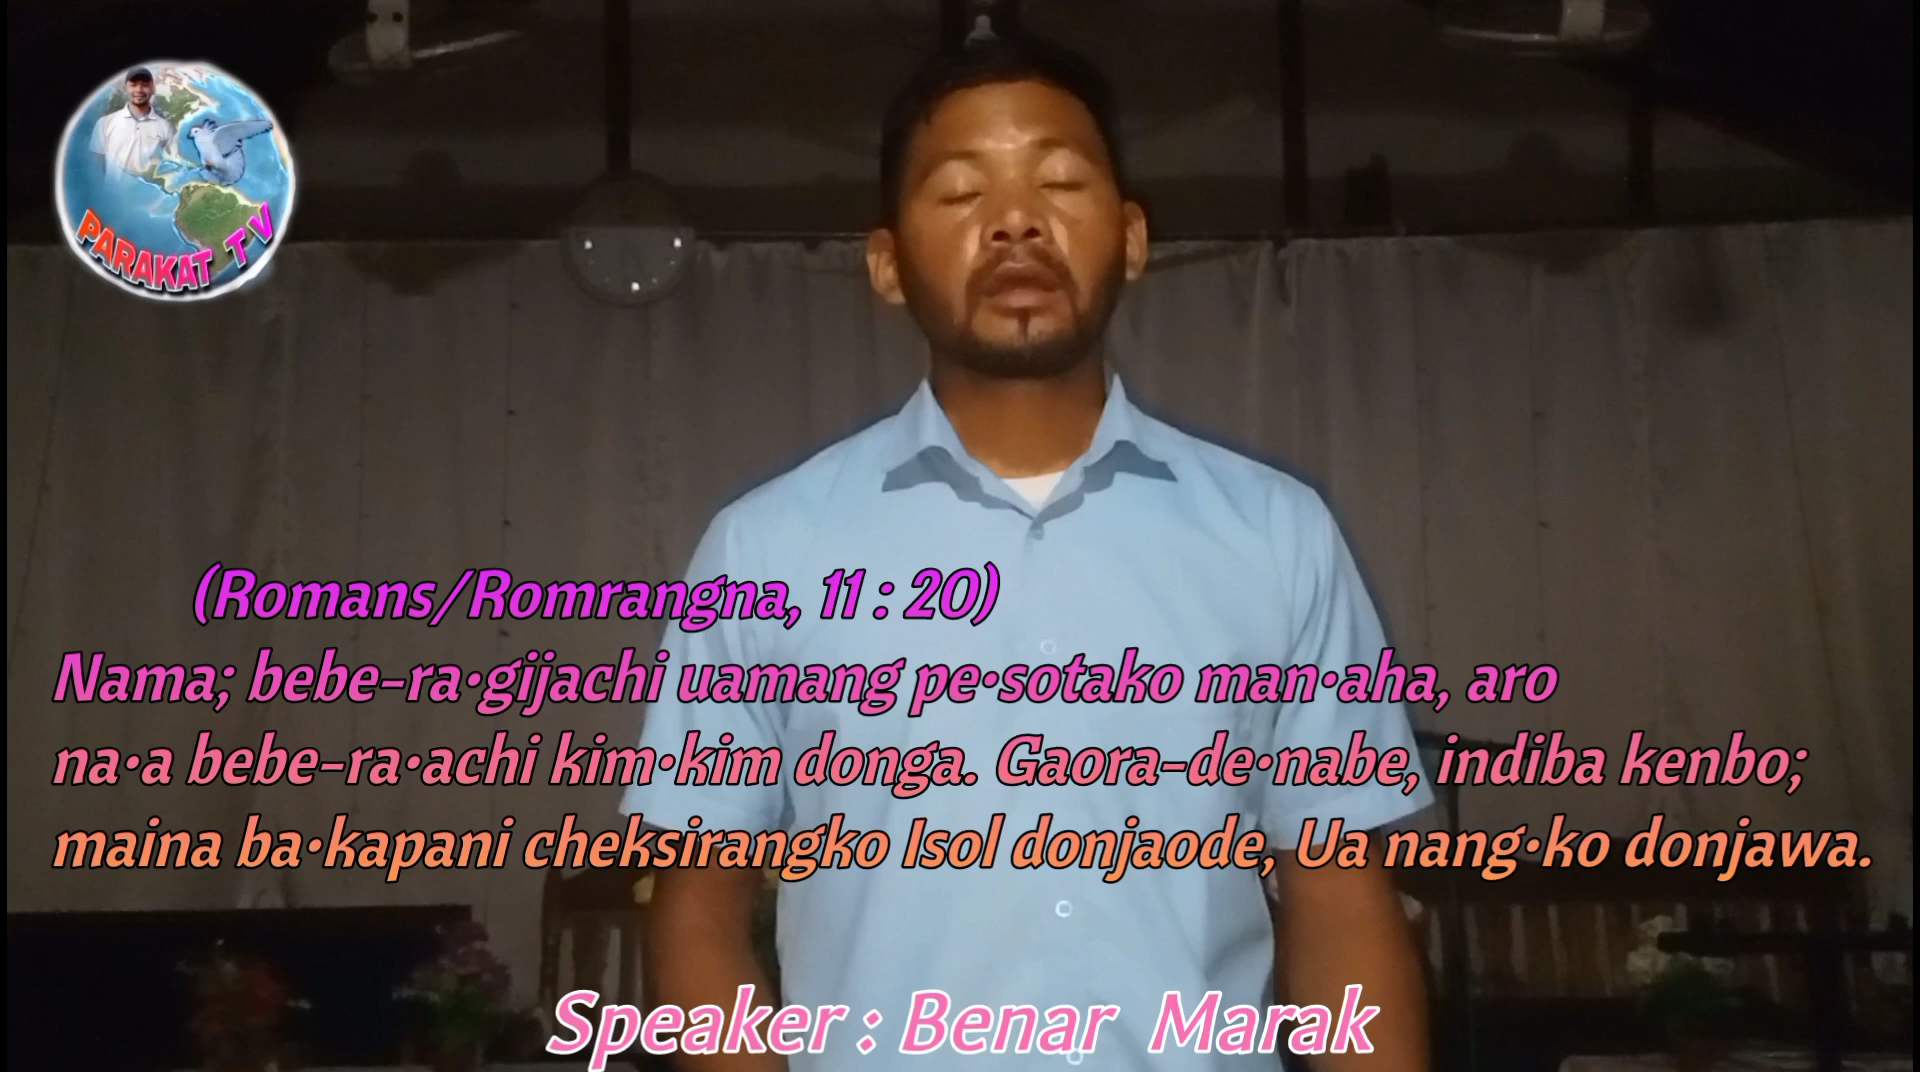 PARAKAT TV
(Romans/Romrangna, 11 : 20)
Nama; bebe-ra·gijachi uamang pe·sotako man·aha, aro
na·a bebe-ra·achi kim·kim donga. Gaora-de·nabe, indiba kenbo;
maina ba·kapani cheksirangko Isol donjaode, Ua nang·ko donjawa.
Speaker : Benar Marak